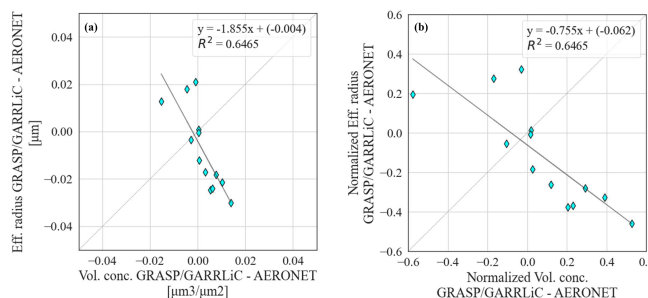 (a)
y = -1.855x + (-0.004)
R² = 0.6465
Eff. radius GRASP/GARRLiC - AERONET
[µm]
0.04
0.02
0.00
−0.02
−0.04
−0.04 −0.02 0.00 0.02 0.04
Vol. conc. GRASP/GARRLiC - AERONET
[µm3/µm2]
(b)
y = -0.755x + (-0.062)
R² = 0.6465
Normalized Eff. radius
GRASP/GARRLiC - AERONET
0.6
0.4
0.2
0.0
−0.2
−0.4
−0.6
−0.6 −0.4 −0.2 0.0 0.2 0.4 0.6
Normalized Vol. conc.
GRASP/GARRLiC - AERONET